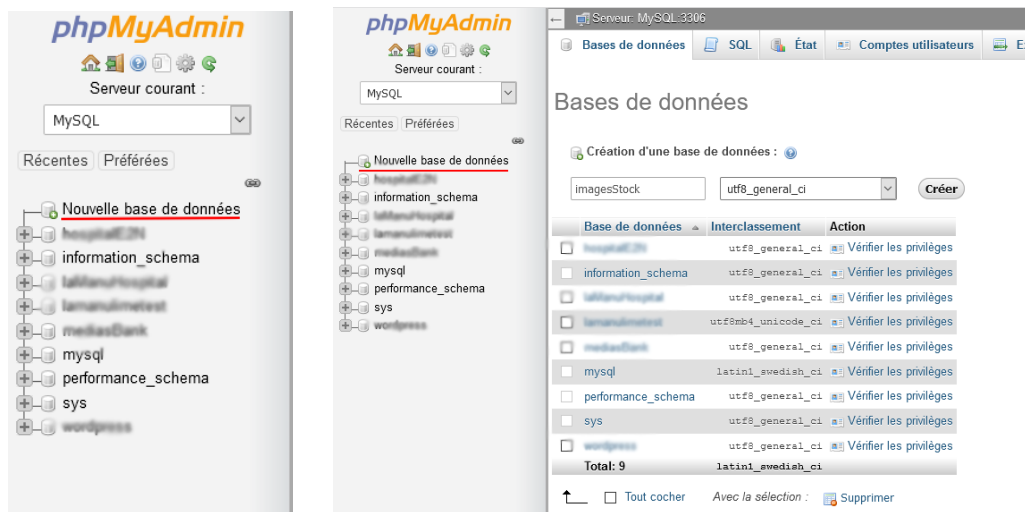 phpMyAdmin
Serveur courant :
MySQL
Récentes Préférées
Nouvelle base de données
information_schema
mysql
performance_schema
sys
phpMyAdmin
Serveur courant :
MySQL
Récentes Préférées
Nouvelle base de données
information_schema
mysql
performance_schema
sys
Serveur: MySQL:3306
Bases de données SQL État Comptes utilisateurs
Bases de données
Création d'une base de données :
imagesStock utf8_general_ci Créer
Base de données Interclassement Action
utf8_general_ci Vérifier les privilèges
information_schema utf8_general_ci Vérifier les privilèges
utf8_general_ci Vérifier les privilèges
utf8mb4_unicode_ci Vérifier les privilèges
utf8_general_ci Vérifier les privilèges
mysql latin1_swedish_ci Vérifier les privilèges
performance_schema utf8_general_ci Vérifier les privilèges
sys utf8_general_ci Vérifier les privilèges
utf8_general_ci Vérifier les privilèges
Total: 9 latin1_swedish_ci
Tout cocher Avec la sélection : Supprimer